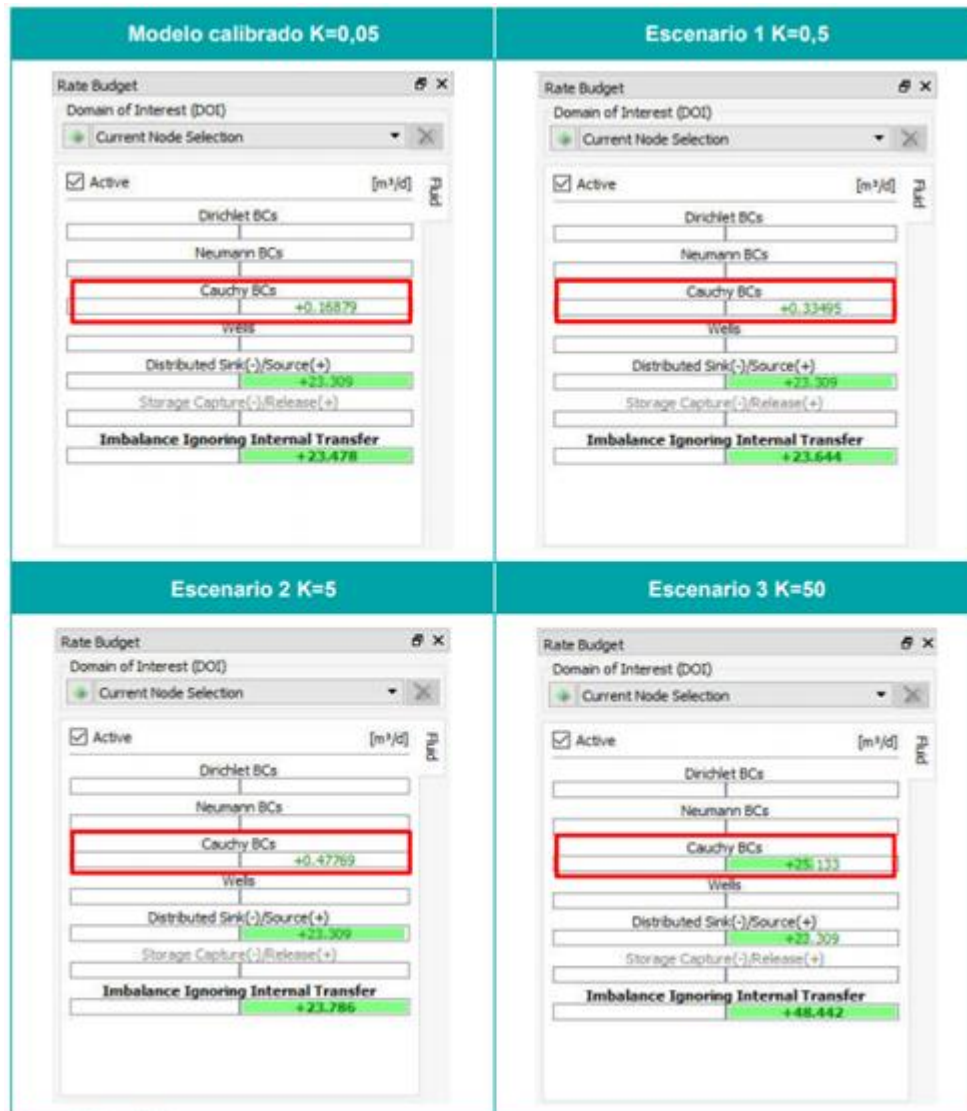 Modelo calibrado K=0,05
Rate Budget
Domain of Interest (DOI)
Current Node Selection
Active [m³/d]
Fluid
Dirichlet BCs
Neumann BCs
Cauchy BCs
+0.16879
Wells
Distributed Sink(-)/Source(+)
+23.309
Storage Capture(-)/Release(+)
Imbalance Ignoring Internal Transfer
+23.478
Escenario 1 K=0,5
Rate Budget
Domain of Interest (DOI)
Current Node Selection
Active [m³/d]
Fluid
Dirichlet BCs
Neumann BCs
Cauchy BCs
+0.33495
Wells
Distributed Sink(-)/Source(+)
+23.309
Storage Capture(-)/Release(+)
Imbalance Ignoring Internal Transfer
+23.644
Escenario 2 K=5
Rate Budget
Domain of Interest (DOI)
Current Node Selection
Active [m³/d]
Fluid
Dirichlet BCs
Neumann BCs
Cauchy BCs
+0.47769
Wells
Distributed Sink(-)/Source(+)
+23.309
Storage Capture(-)/Release(+)
Imbalance Ignoring Internal Transfer
+23.786
Escenario 3 K=50
Rate Budget
Domain of Interest (DOI)
Current Node Selection
Active [m³/d]
Fluid
Dirichlet BCs
Neumann BCs
Cauchy BCs
+25.133
Wells
Distributed Sink(-)/Source(+)
+23.309
Storage Capture(-)/Release(+)
Imbalance Ignoring Internal Transfer
+48.442